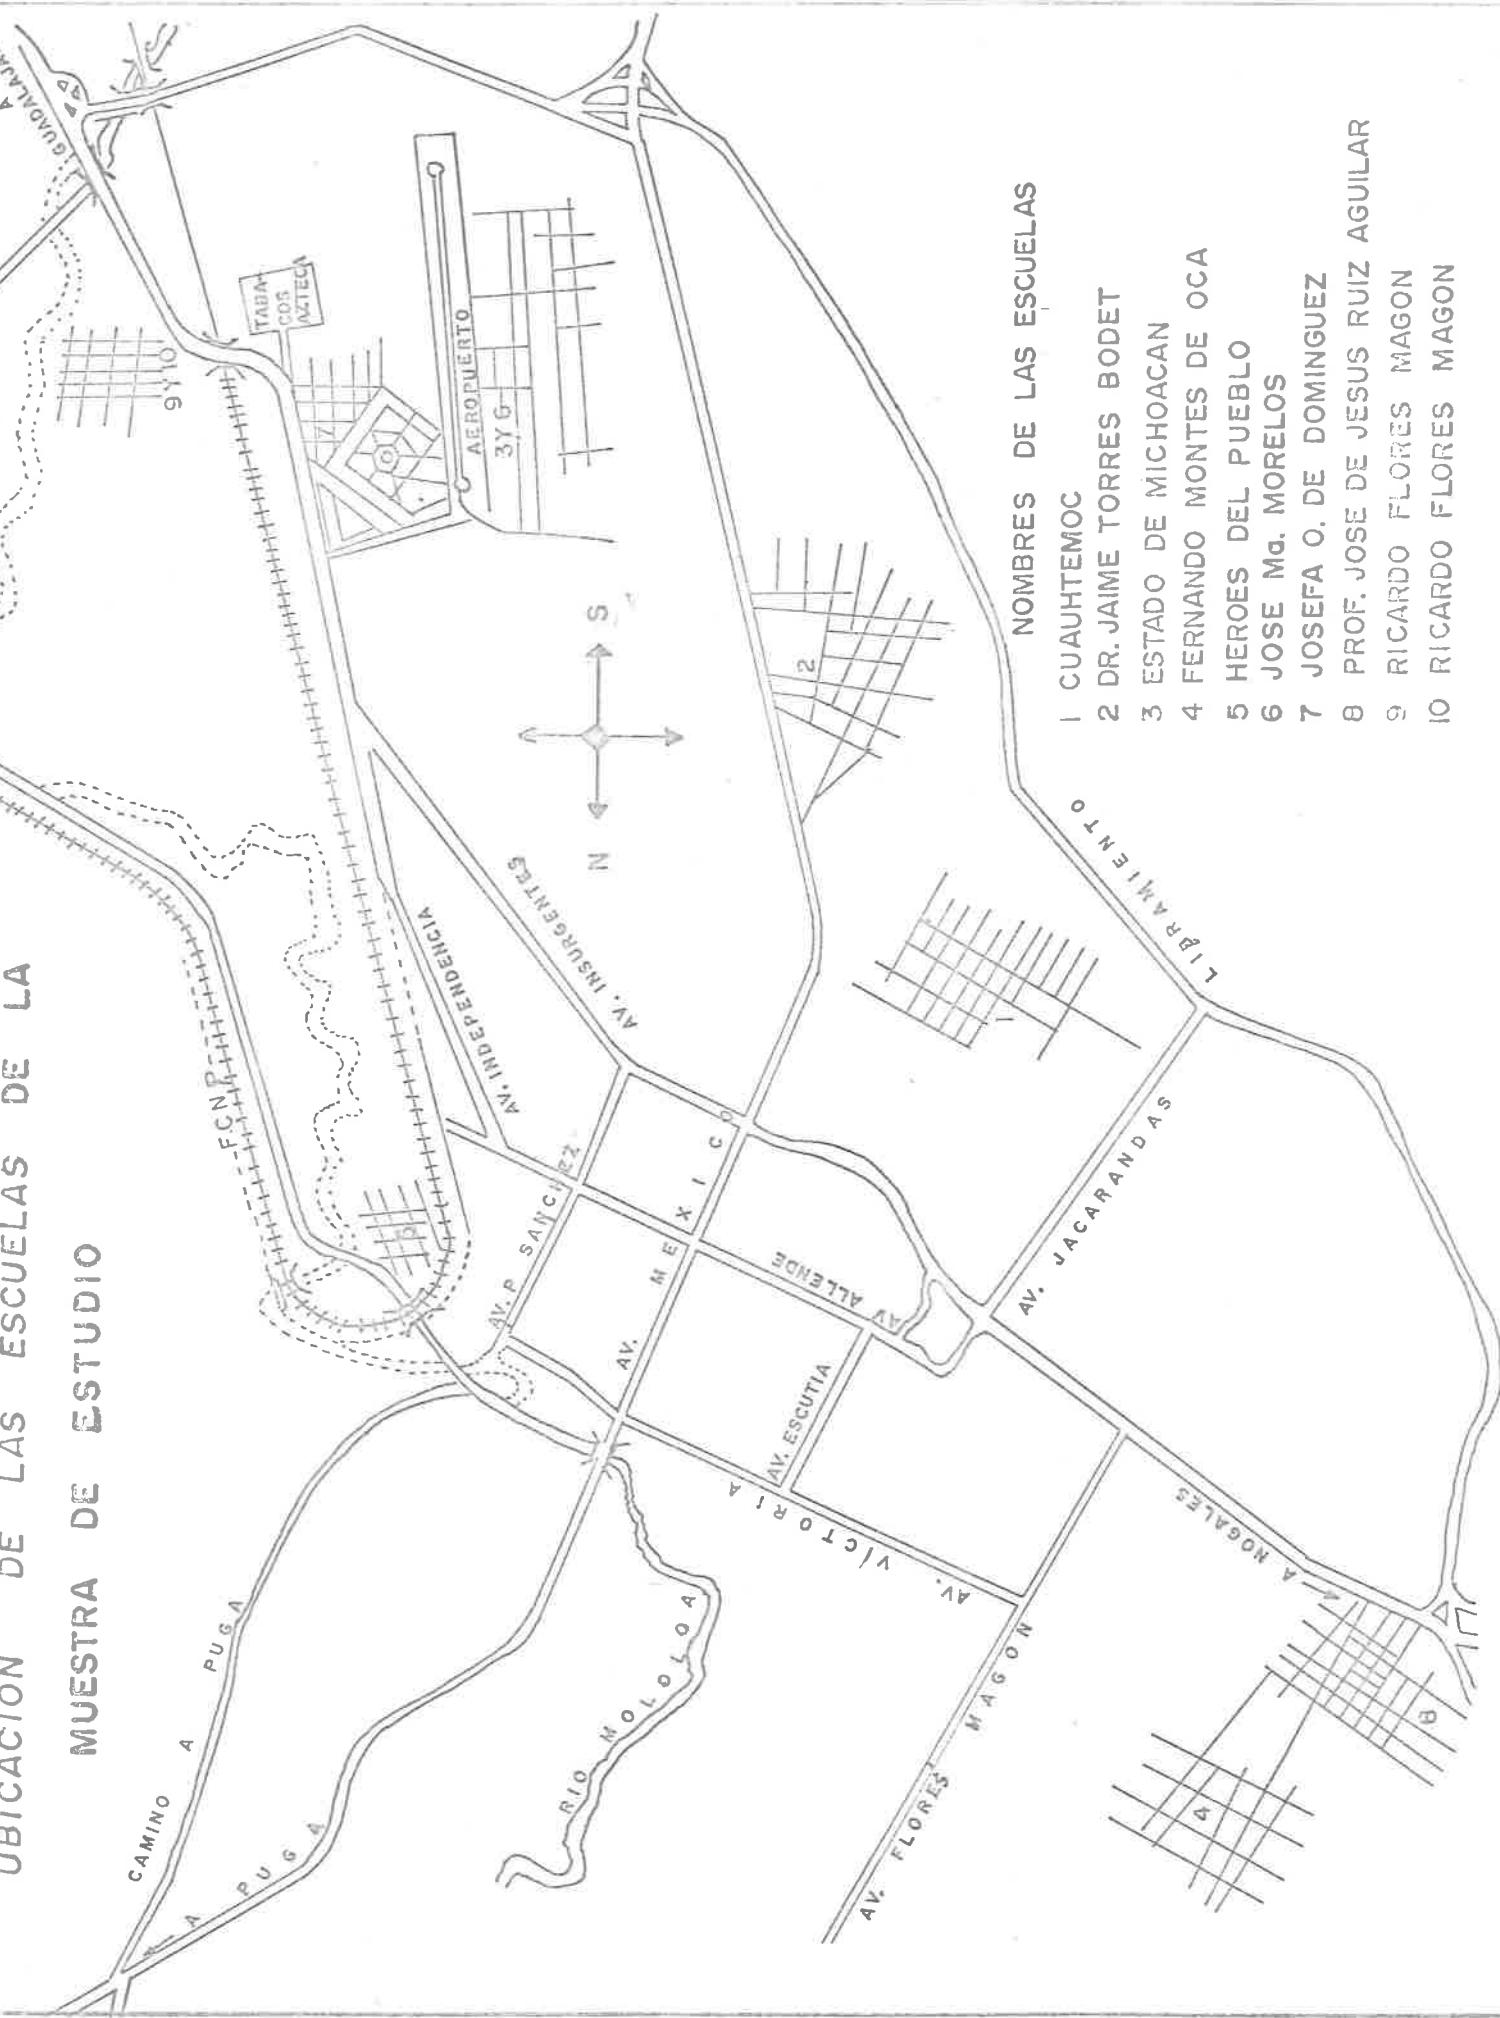 UBICACION DE LAS ESCUELAS DE LA
MUESTRA DE ESTUDIO
A GUADALAJA
CAMINO A PUGA
A PUGA
F.C.N.P.
9 Y 10
TABA-
COS
AZTECA
7
AEROPUERTO
3 Y 6
AV. INDEPENDENCIA
AV. INSURGENTES
AV. P SANCHEZ
AV. MEXICO
AV ALLENDE
AV. ESCUTIA
AV. VICTORIA
RIO MOLOLOA
N
S
2
1
LIBRAMIENTO
AV. JACARANDAS
A NOGALES
AV. FLORES MAGON
4
8
NOMBRES DE LAS ESCUELAS
1 CUAUHTEMOC
2 DR. JAIME TORRES BODET
3 ESTADO DE MICHOACAN
4 FERNANDO MONTES DE OCA
5 HEROES DEL PUEBLO
6 JOSE Ma. MORELOS
7 JOSEFA O. DE DOMINGUEZ
8 PROF. JOSE DE JESUS RUIZ AGUILAR
9 RICARDO FLORES MAGON
10 RICARDO FLORES MAGON